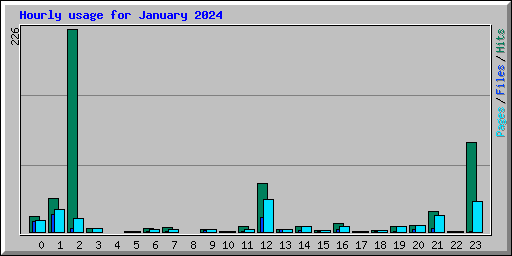 Hourly usage for January 2024
226
Pages/Files/Hits
0 1 2 3 4 5 6 7 8 9 10 11 12 13 14 15 16 17 18 19 20 21 22 23